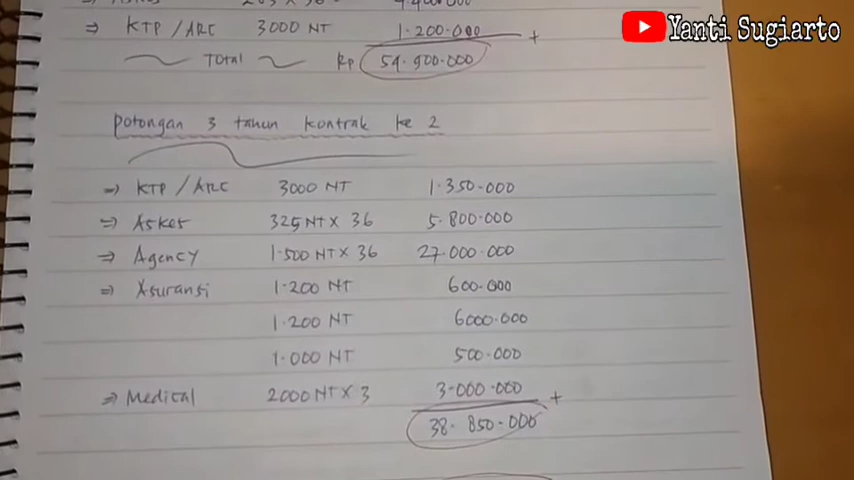 ⇒ KTP / ARC 3000 NT 1.200.000 +
Total Rp 54.900.000
Yanti Sugiarto
Potongan 3 tahun kontrak ke 2
⇒ KTP / ARC 3000 NT 1.350.000
⇒ Askes 325 NT X 36 5.800.000
⇒ Agency 1.500 NT X 36 27.000.000
⇒ Asuransi 1.200 NT 600.000
1.200 NT 6000.000
1.000 NT 500.000
⇒ Medical 2000 NT X 3 3.000.000 +
38.850.000